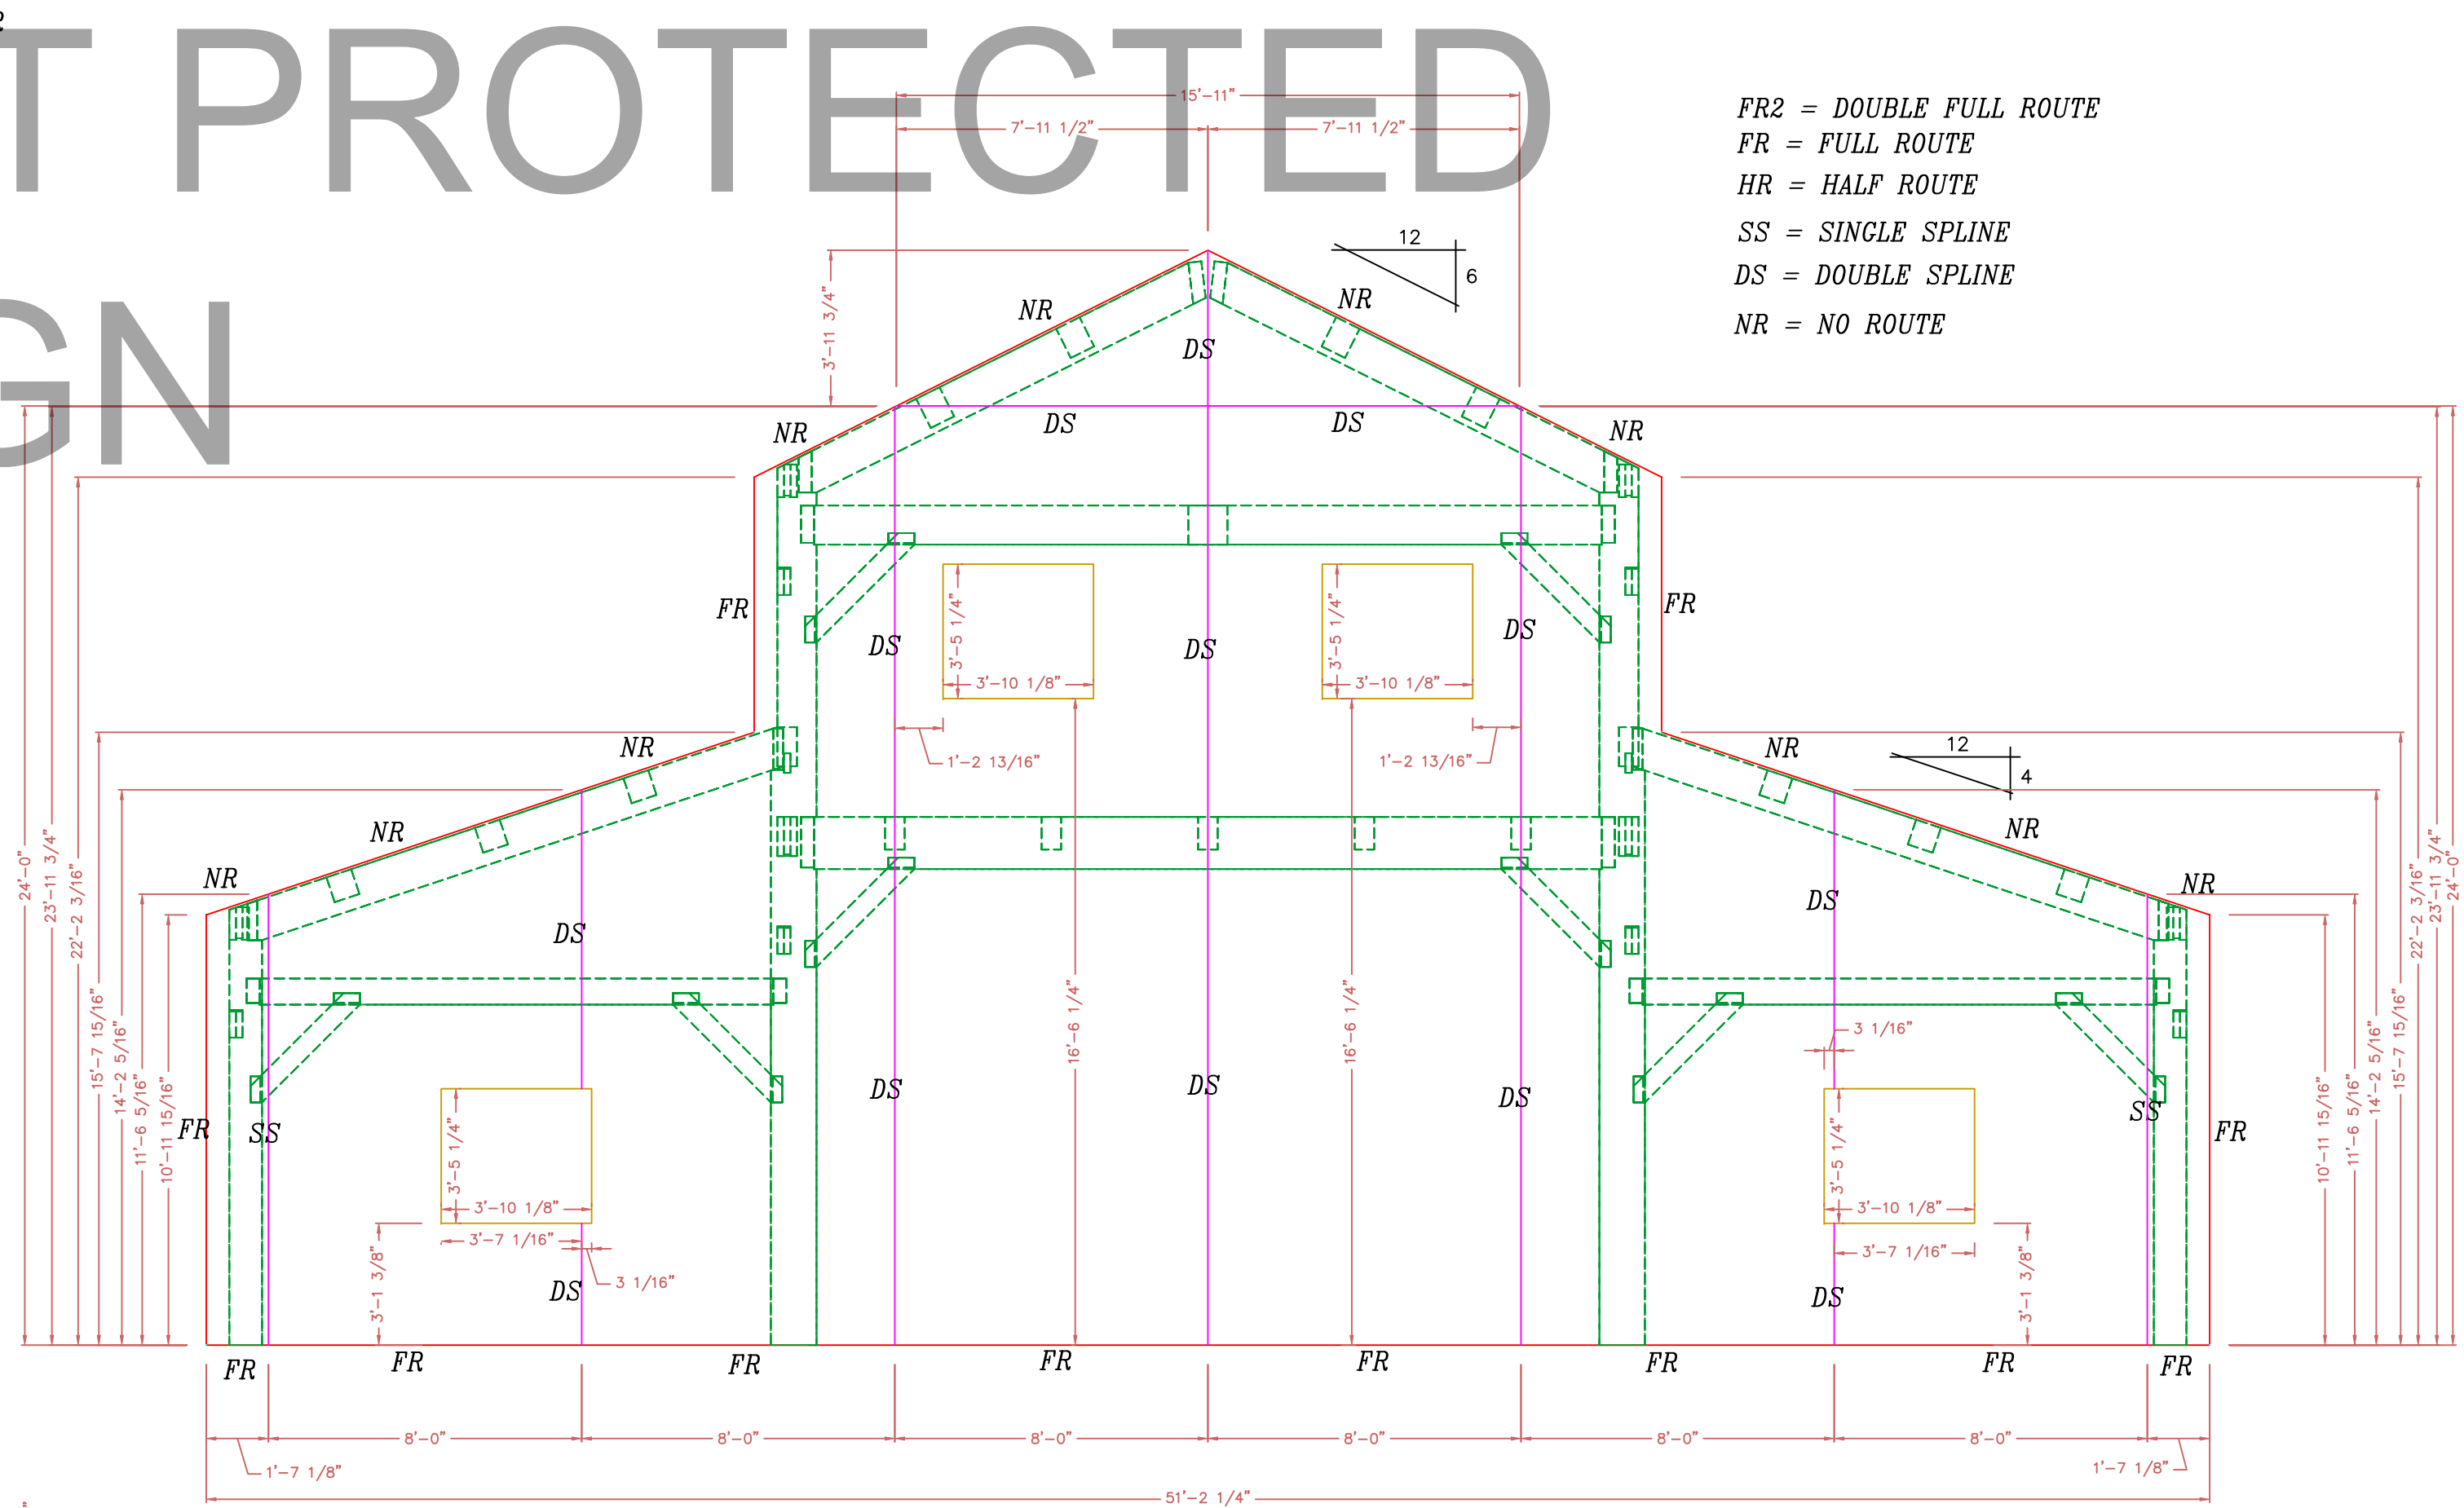 T PROTECTED
GN
15'-11"
7'-11 1/2" 7'-11 1/2"
FR2 = DOUBLE FULL ROUTE
FR = FULL ROUTE
HR = HALF ROUTE
SS = SINGLE SPLINE
DS = DOUBLE SPLINE
NR = NO ROUTE
12
6
3'-11 3/4"
NR NR
DS
DS DS
NR NR
FR FR
3'-5 1/4" 3'-5 1/4"
3'-10 1/8" 3'-10 1/8"
DS DS DS
1'-2 13/16" 1'-2 13/16"
NR NR
12
4
NR NR
NR NR
24'-0"
23'-11 3/4"
22'-2 3/16"
15'-7 15/16"
14'-2 5/16"
11'-6 5/16"
10'-11 15/16"
DS DS
16'-6 1/4" 16'-6 1/4"
3 1/16"
DS DS DS
FR SS SS FR
3'-5 1/4" 3'-5 1/4"
3'-10 1/8" 3'-10 1/8"
3'-7 1/16" 3'-7 1/16"
3 1/16"
3'-1 3/8" 3'-1 3/8"
DS DS
10'-11 15/16"
11'-6 5/16"
14'-2 5/16"
15'-7 15/16"
22'-2 3/16"
23'-11 3/4"
24'-0"
FR FR FR FR FR FR FR FR
8'-0" 8'-0" 8'-0" 8'-0" 8'-0" 8'-0"
1'-7 1/8" 1'-7 1/8"
51'-2 1/4"